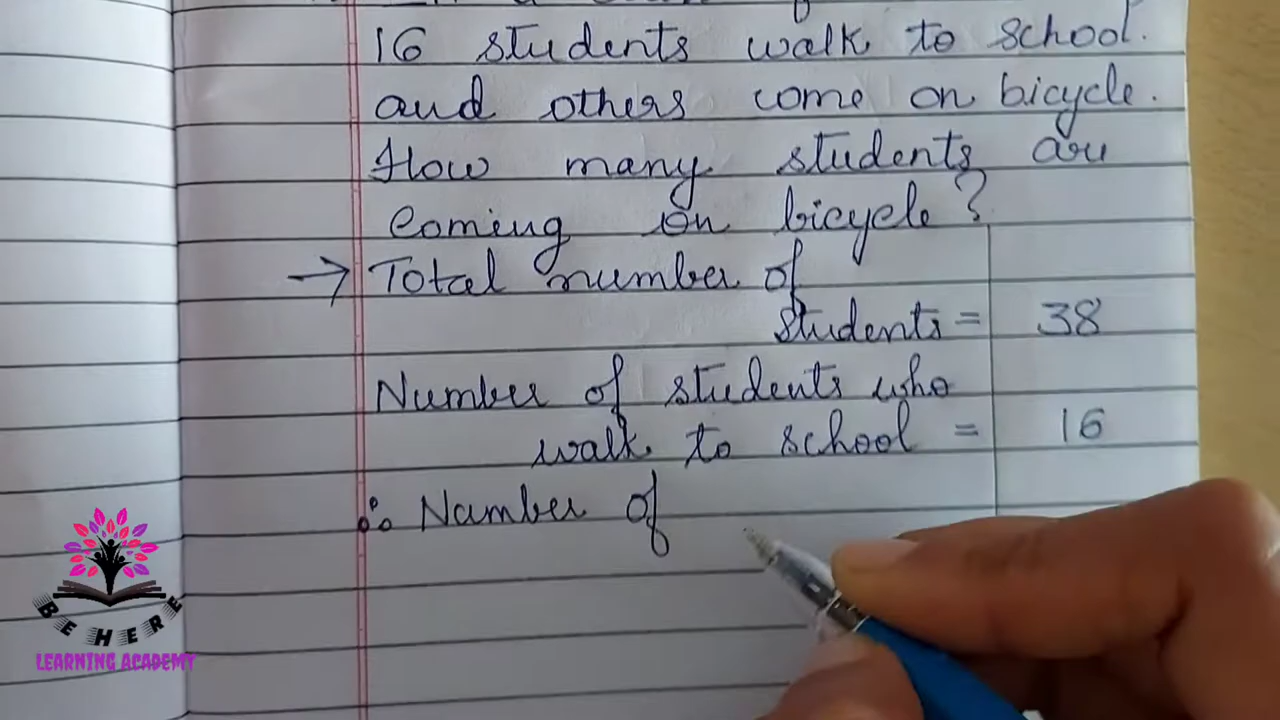 16 students walk to school.
and others come on bicycle.
How many students are
coming on bicycle?
→ Total number of
students = 38
Number of students who
walk to school = 16
∴ Number of
BE HERE
LEARNING ACADEMY